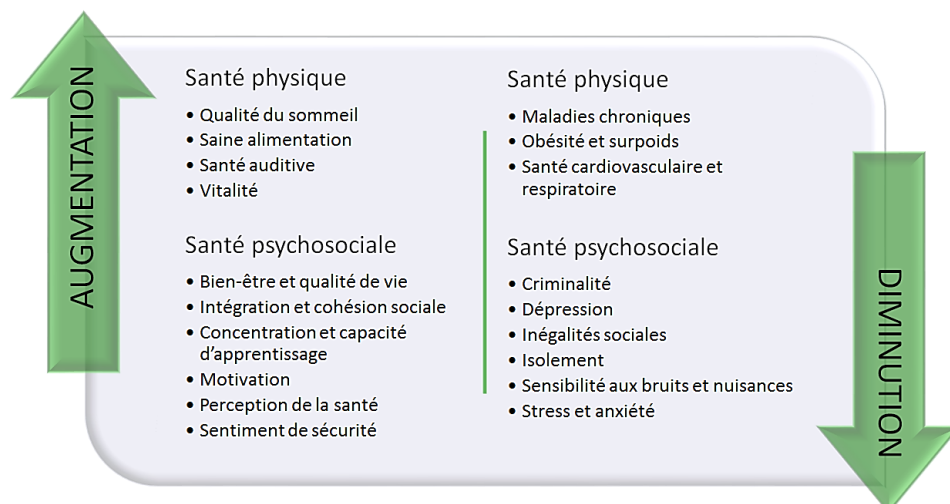 AUGMENTATION
Santé physique
• Qualité du sommeil
• Saine alimentation
• Santé auditive
• Vitalité
Santé psychosociale
• Bien-être et qualité de vie
• Intégration et cohésion sociale
• Concentration et capacité
d’apprentissage
• Motivation
• Perception de la santé
• Sentiment de sécurité
Santé physique
• Maladies chroniques
• Obésité et surpoids
• Santé cardiovasculaire et
respiratoire
Santé psychosociale
• Criminalité
• Dépression
• Inégalités sociales
• Isolement
• Sensibilité aux bruits et nuisances
• Stress et anxiété
DIMINUTION